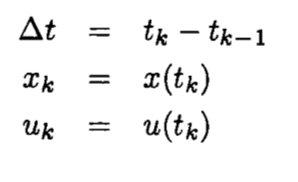 Δt = t_k − t_{k−1}
x_k = x(t_k)
u_k = u(t_k)